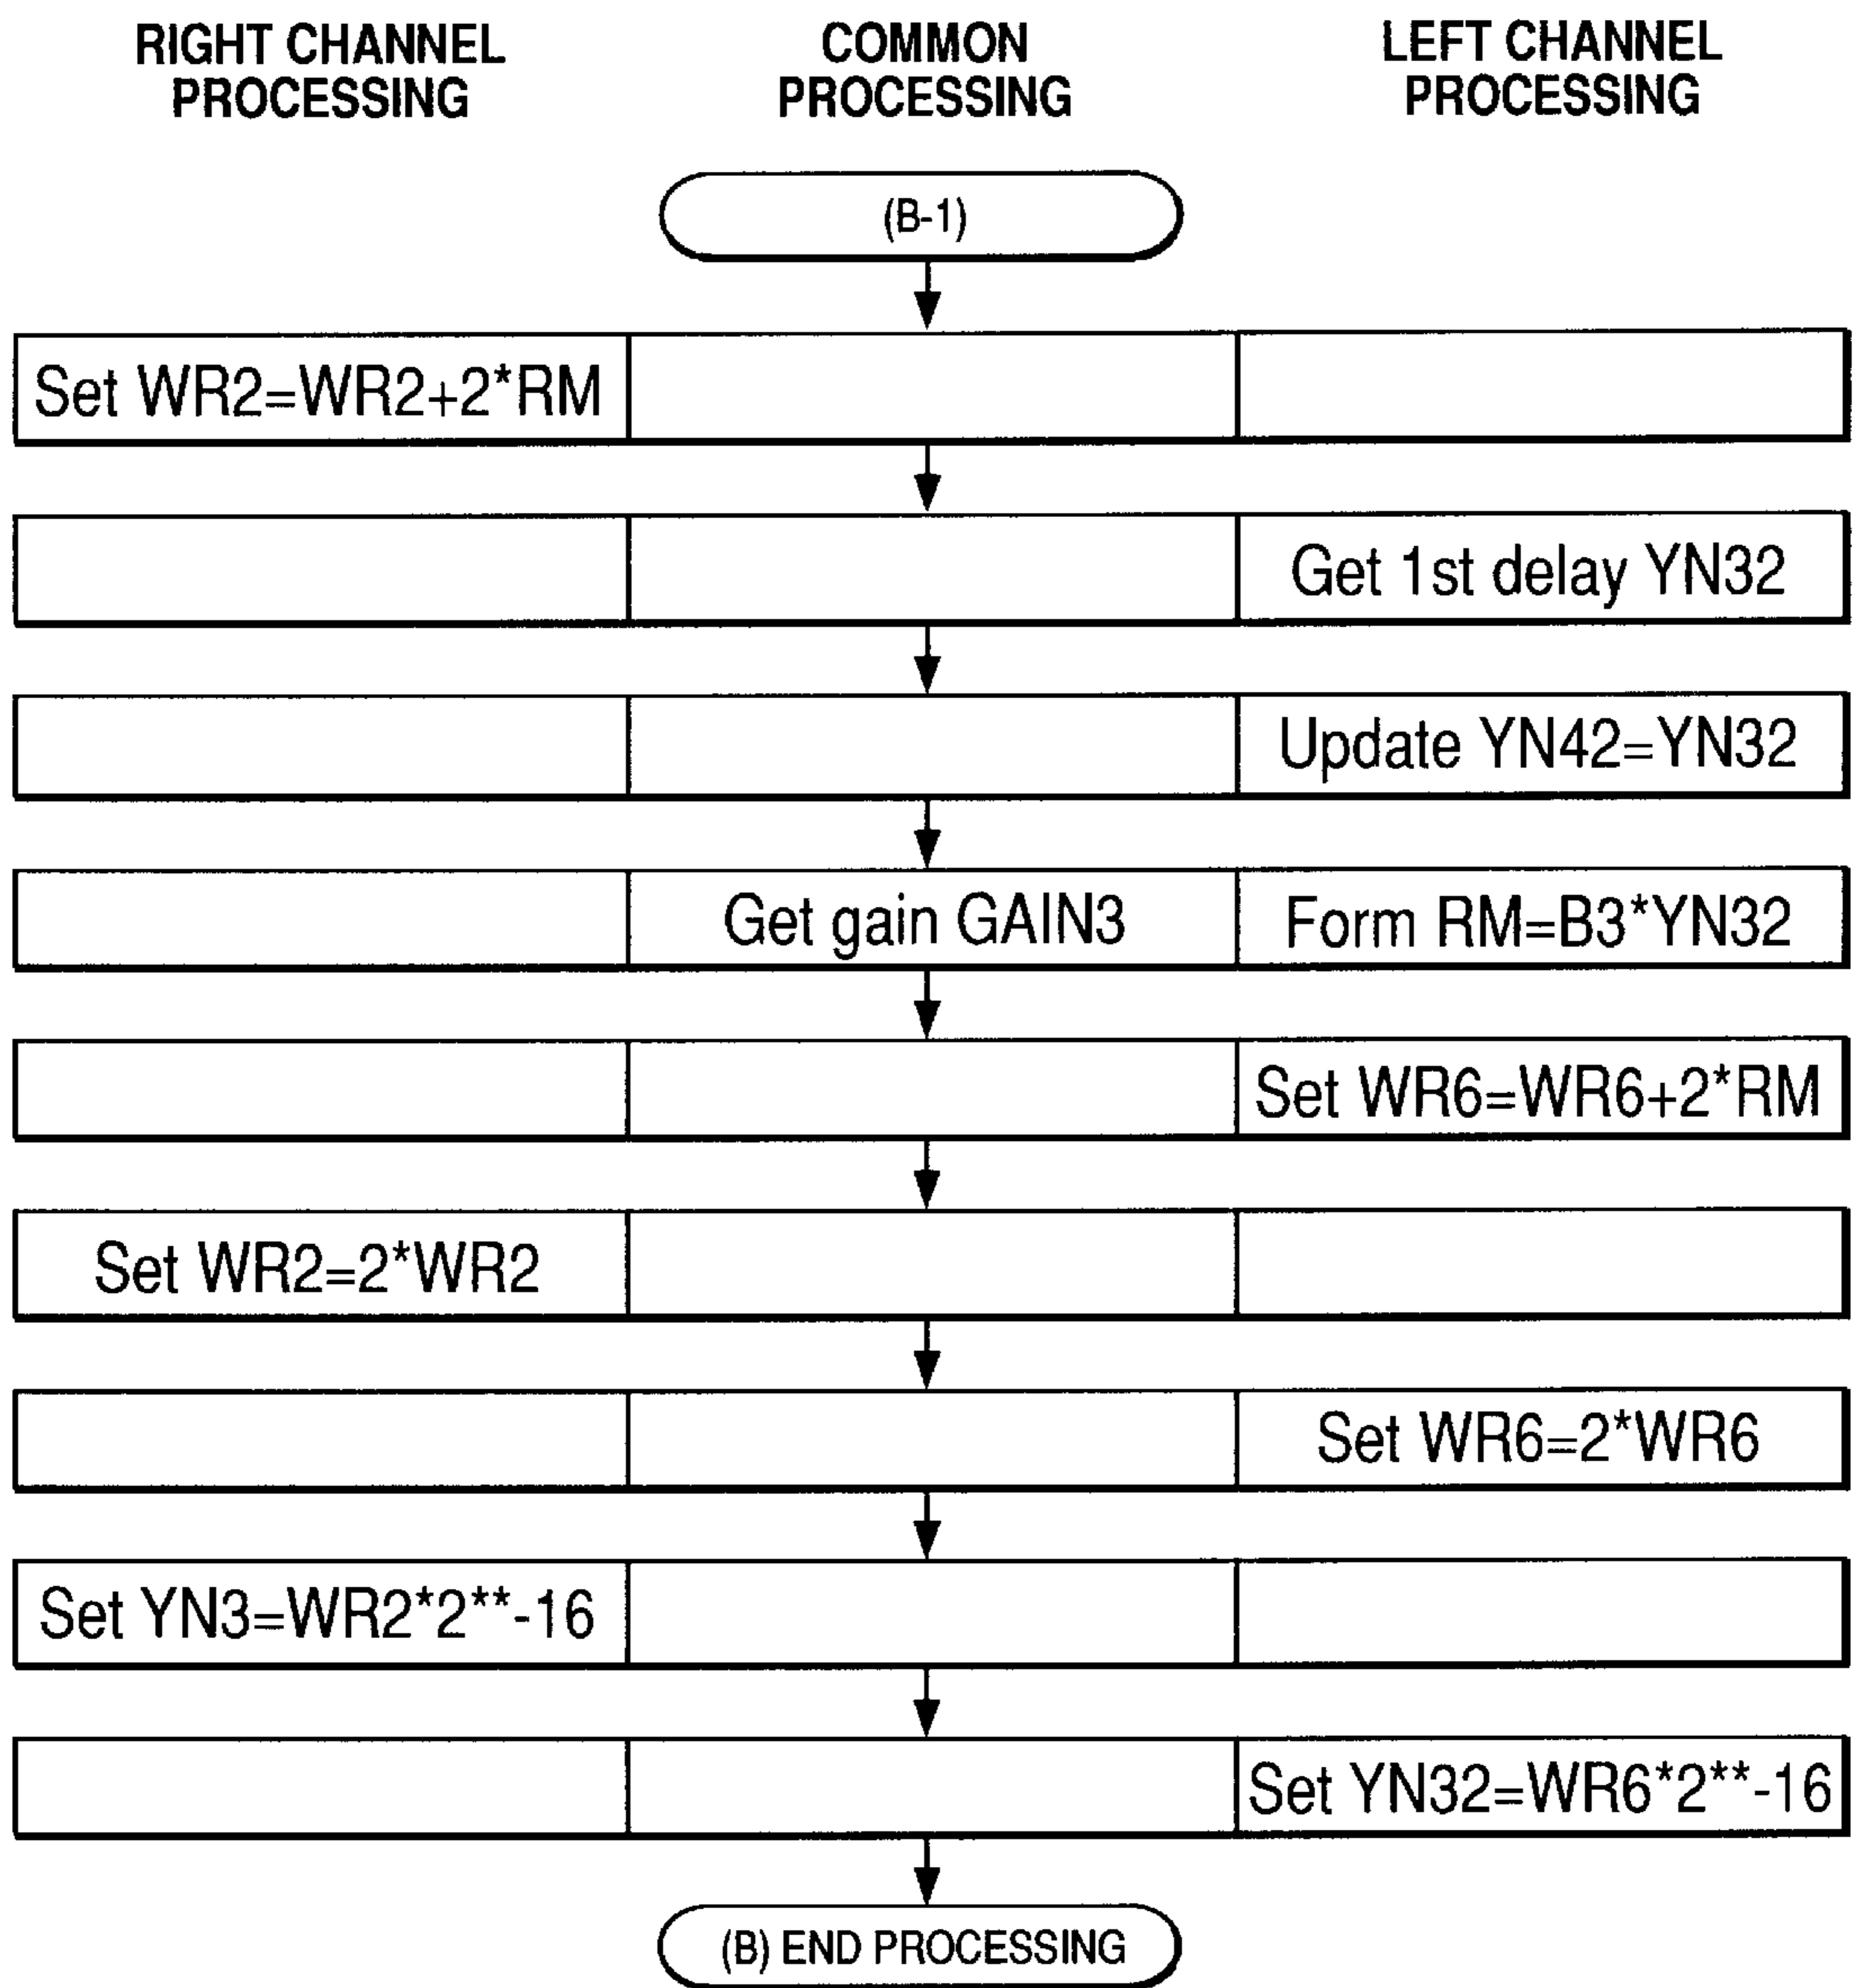 RIGHT CHANNEL
PROCESSING
COMMON
PROCESSING
LEFT CHANNEL
PROCESSING
(B-1)
Set WR2=WR2+2*RM
Get 1st delay YN32
Update YN42=YN32
Get gain GAIN3
Form RM=B3*YN32
Set WR6=WR6+2*RM
Set WR2=2*WR2
Set WR6=2*WR6
Set YN3=WR2*2**-16
Set YN32=WR6*2**-16
(B) END PROCESSING